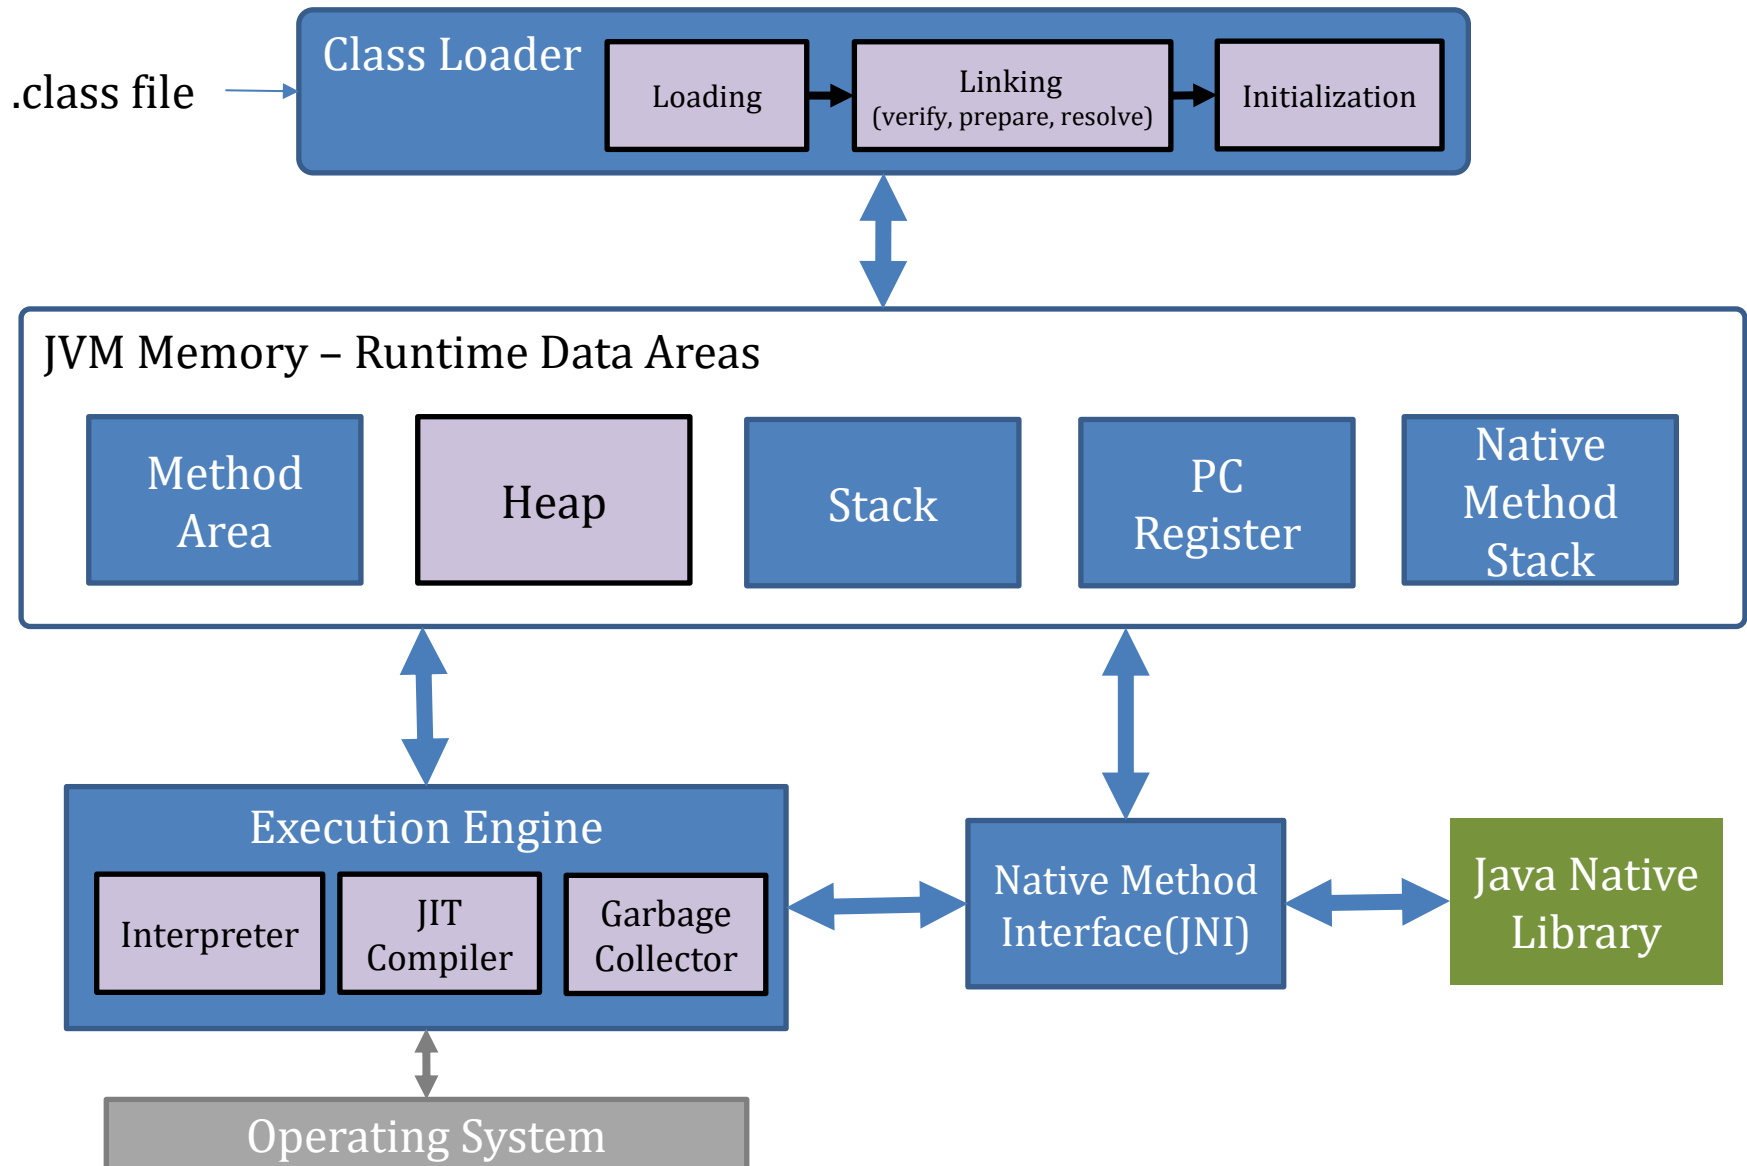 Class Loader
.class file
Loading
Linking
(verify, prepare, resolve)
Initialization
JVM Memory – Runtime Data Areas
Method
Area
Heap
Stack
PC
Register
Native
Method
Stack
Execution Engine
Interpreter
JIT
Compiler
Garbage
Collector
Native Method
Interface(JNI)
Java Native
Library
Operating System